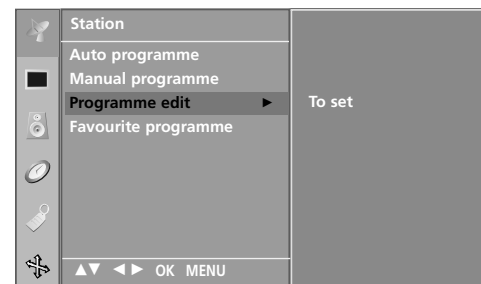 Station
Auto programme
Manual programme
Programme edit ► To set
Favourite programme
▲▼ ◄► OK MENU